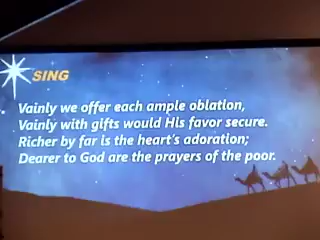 SING
Vainly we offer each ample oblation,
Vainly with gifts would His favor secure.
Richer by far is the heart's adoration;
Dearer to God are the prayers of the poor.